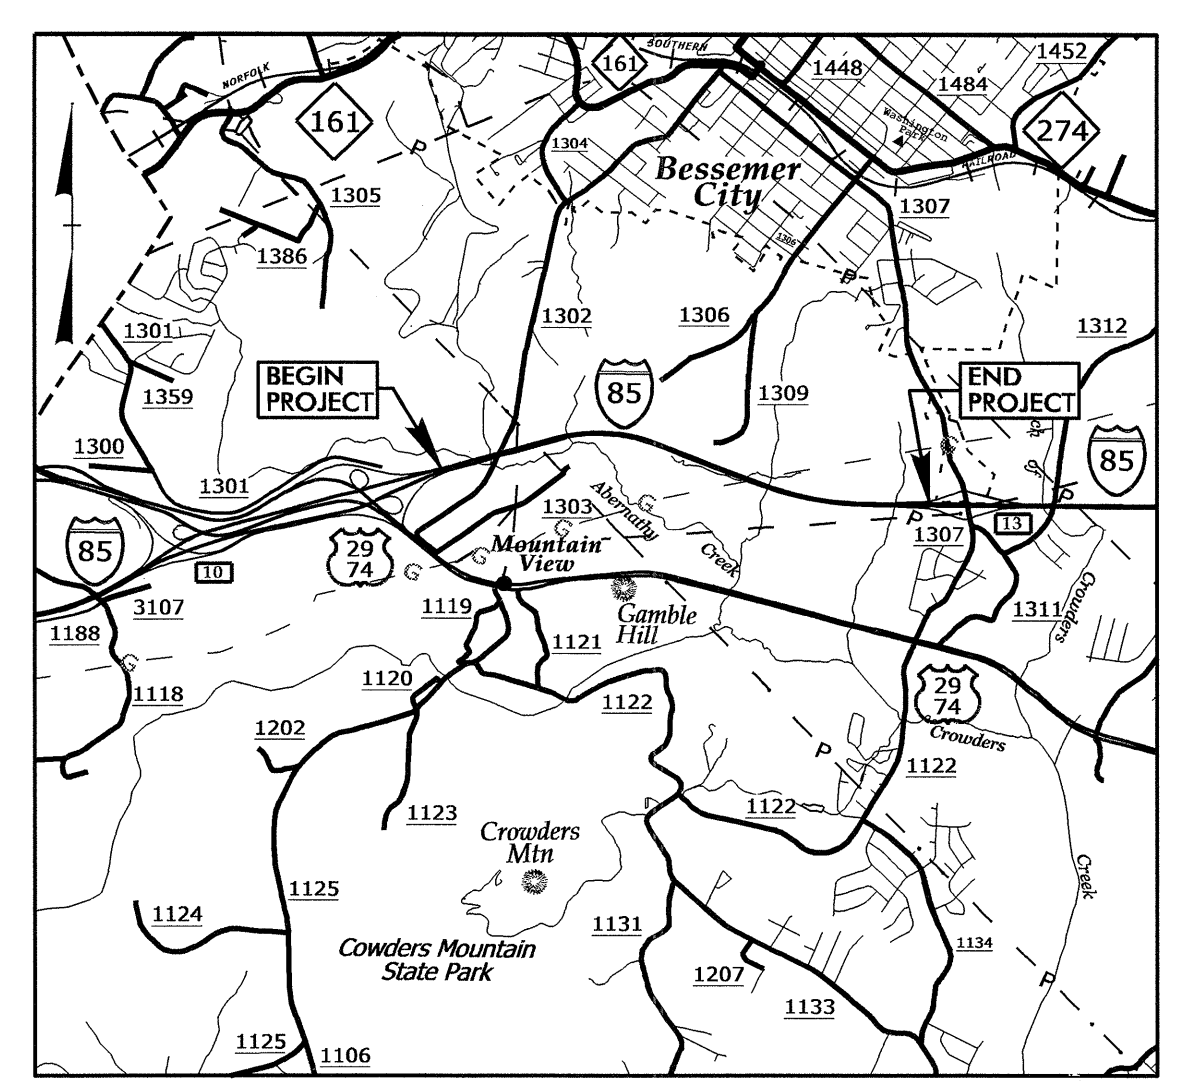 SOUTHERN
161
1448
1452
1484
NORFOLK
161
Washington
Park
274
P
1304
RAILROAD
Bessemer
City
1305
1307
1386
1306
P
1301
1302
1306
1312
BEGIN
PROJECT
85
END
PROJECT
1359
1309
1300
G
85
1301
1303
Abernathy
G
P
P
13
85
29
74
G
1307
10
Mountain
View
G
G
Creek
3107
1119
Gamble
Hill
1311
Crowders
1188
1121
G
1118
1120
1122
29
74
1202
P
Crowders
1122
1123
1122
Crowders
Mtn
Creek
1125
1124
1131
1134
Cowders Mountain
State Park
1207
P
1133
1125
1106